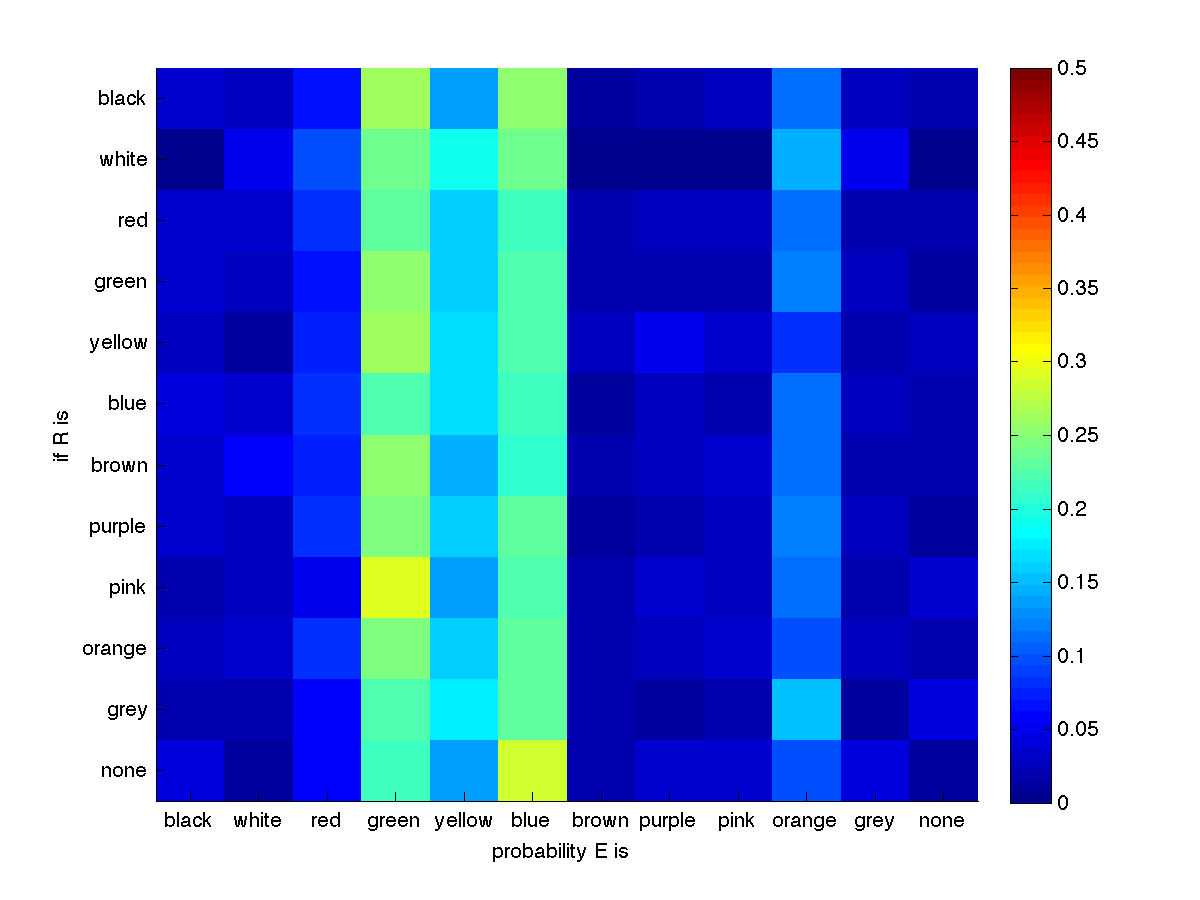 black
white
red
green
yellow
blue
brown
purple
pink
orange
grey
none
if R is
black white red green yellow blue brown purple pink orange grey none
probability E is
0.5
0.45
0.4
0.35
0.3
0.25
0.2
0.15
0.1
0.05
0